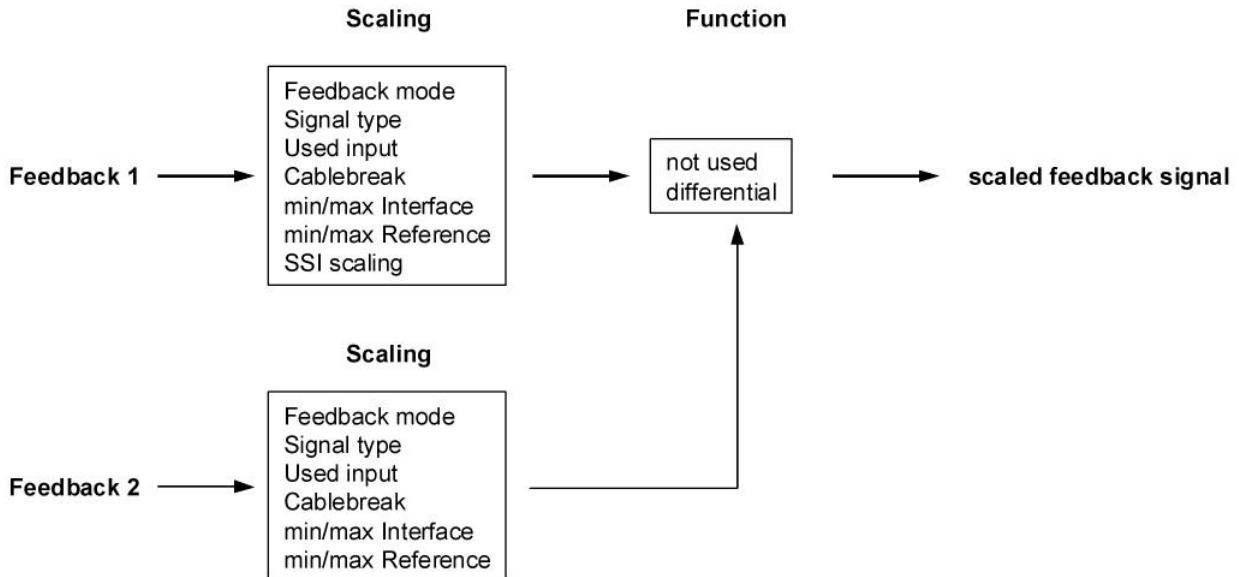 Scaling
Function
Feedback 1
Feedback mode
Signal type
Used input
Cablebreak
min/max Interface
min/max Reference
SSI scaling
not used
differential
scaled feedback signal
Scaling
Feedback 2
Feedback mode
Signal type
Used input
Cablebreak
min/max Interface
min/max Reference